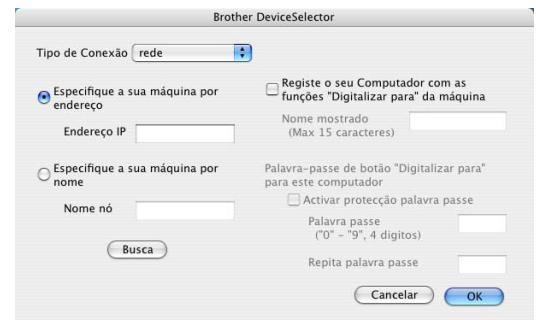 Brother DeviceSelector
Tipo de Conexão rede
Especifique a sua máquina por
endereço
Endereço IP
Especifique a sua máquina por
nome
Nome nó
Busca
Registe o seu Computador com as
funções "Digitalizar para" da máquina
Nome mostrado
(Max 15 caracteres)
Palavra-passe de botão "Digitalizar para"
para este computador
Activar protecção palavra passe
Palavra passe
("0" - "9", 4 digitos)
Repita palavra passe
Cancelar
OK